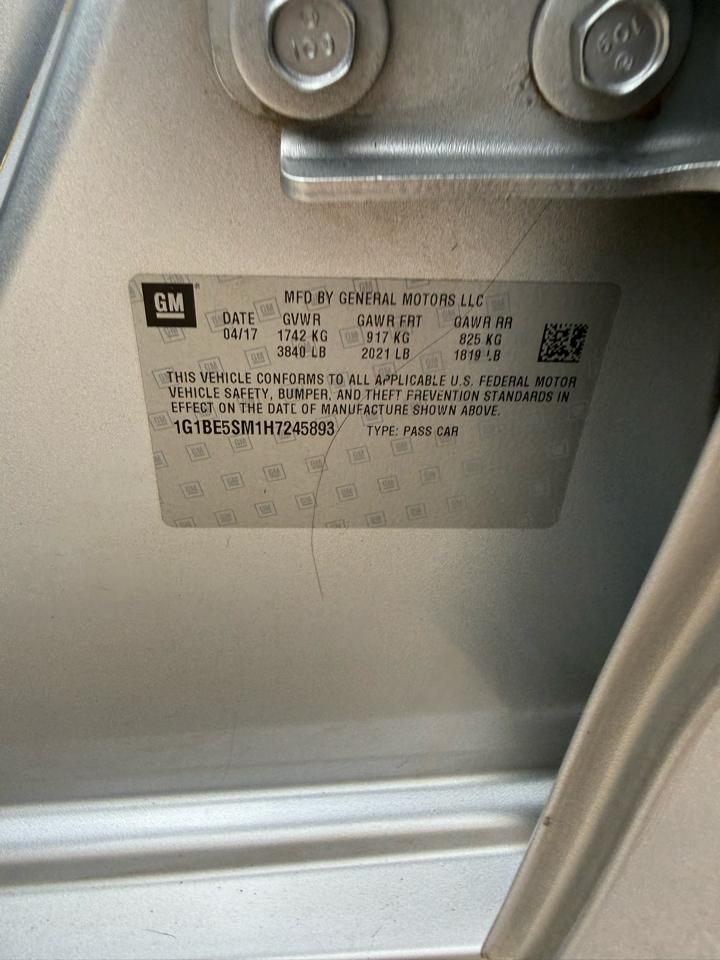 109
109
GM
MFD BY GENERAL MOTORS LLC
DATE GVWR GAWR FRT GAWR RR
04/17 1742 KG 917 KG 825 KG
3840 LB 2021 LB 1819 LB
THIS VEHICLE CONFORMS TO ALL APPLICABLE U.S. FEDERAL MOTOR
VEHICLE SAFETY, BUMPER, AND THEFT PREVENTION STANDARDS IN
EFFECT ON THE DATE OF MANUFACTURE SHOWN ABOVE.
1G1BE5SM1H7245893 TYPE: PASS CAR